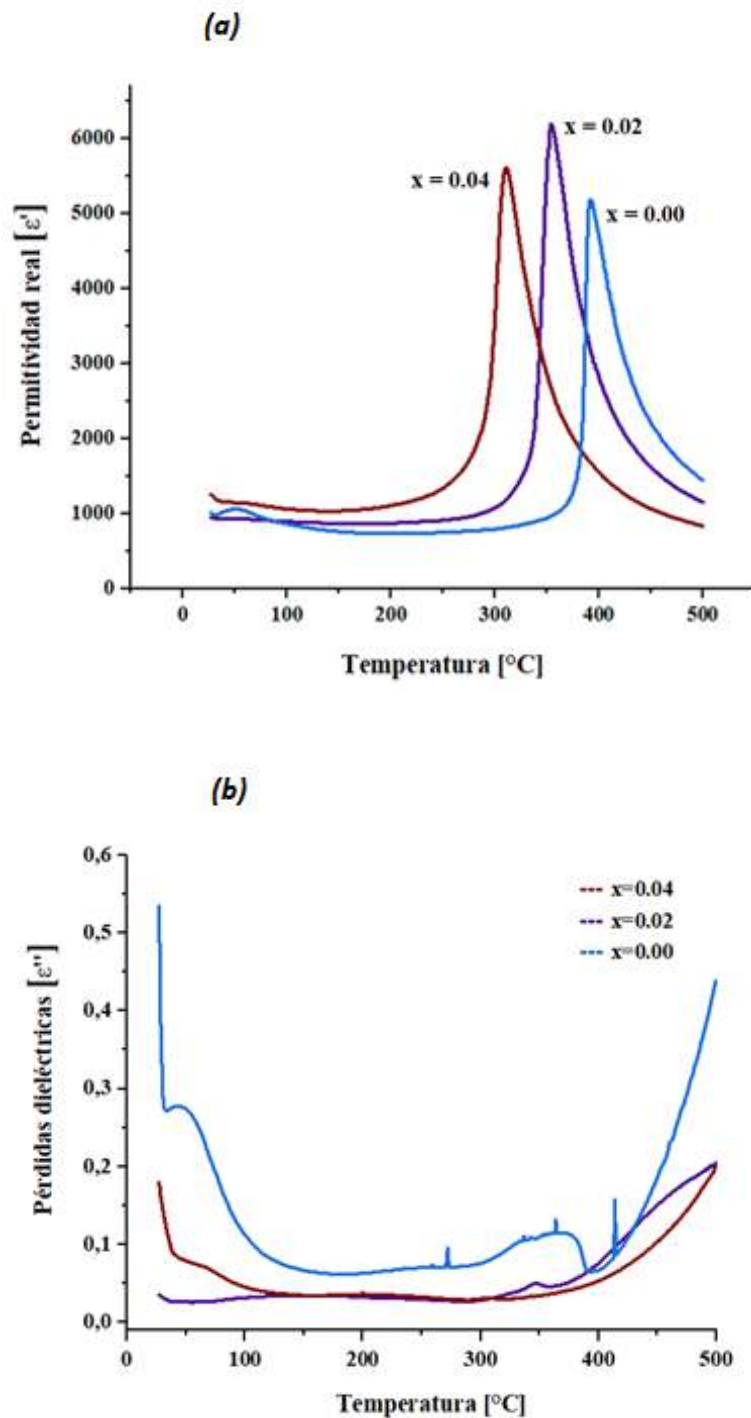 (a)
Permitividad real [ε']
6000
5000
4000
3000
2000
1000
0
x = 0.04
x = 0.02
x = 0.00
0 100 200 300 400 500
Temperatura [°C]
(b)
Pérdidas dieléctricas [ε'']
0,6
0,5
0,4
0,3
0,2
0,1
0,0
x=0.04
x=0.02
x=0.00
0 100 200 300 400 500
Temperatura [°C]